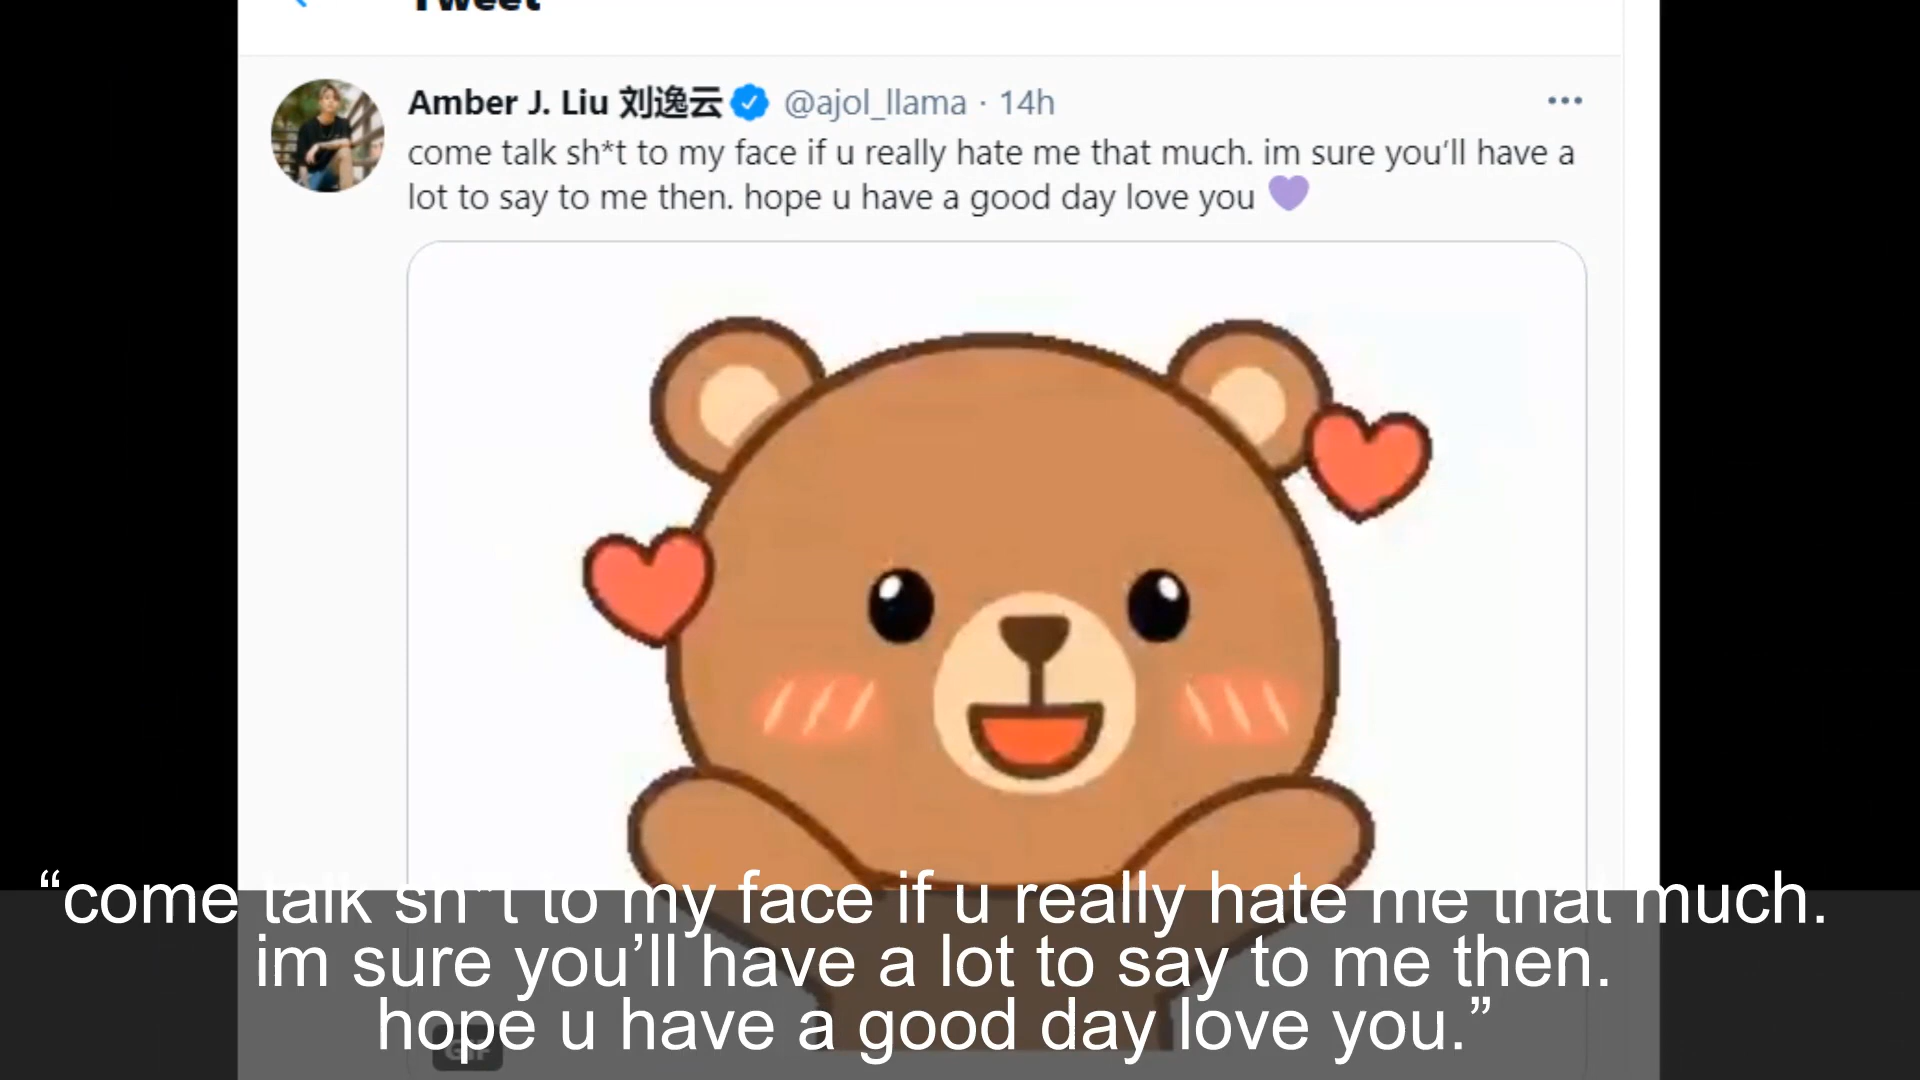 Tweet
Amber J. Liu 刘逸云 @ajol_llama · 14h
come talk sh*t to my face if u really hate me that much. im sure you'll have a
lot to say to me then. hope u have a good day love you 💜
“come talk sh*t to my face if u really hate me that much.
im sure you’ll have a lot to say to me then.
hope u have a good day love you.”
GIF